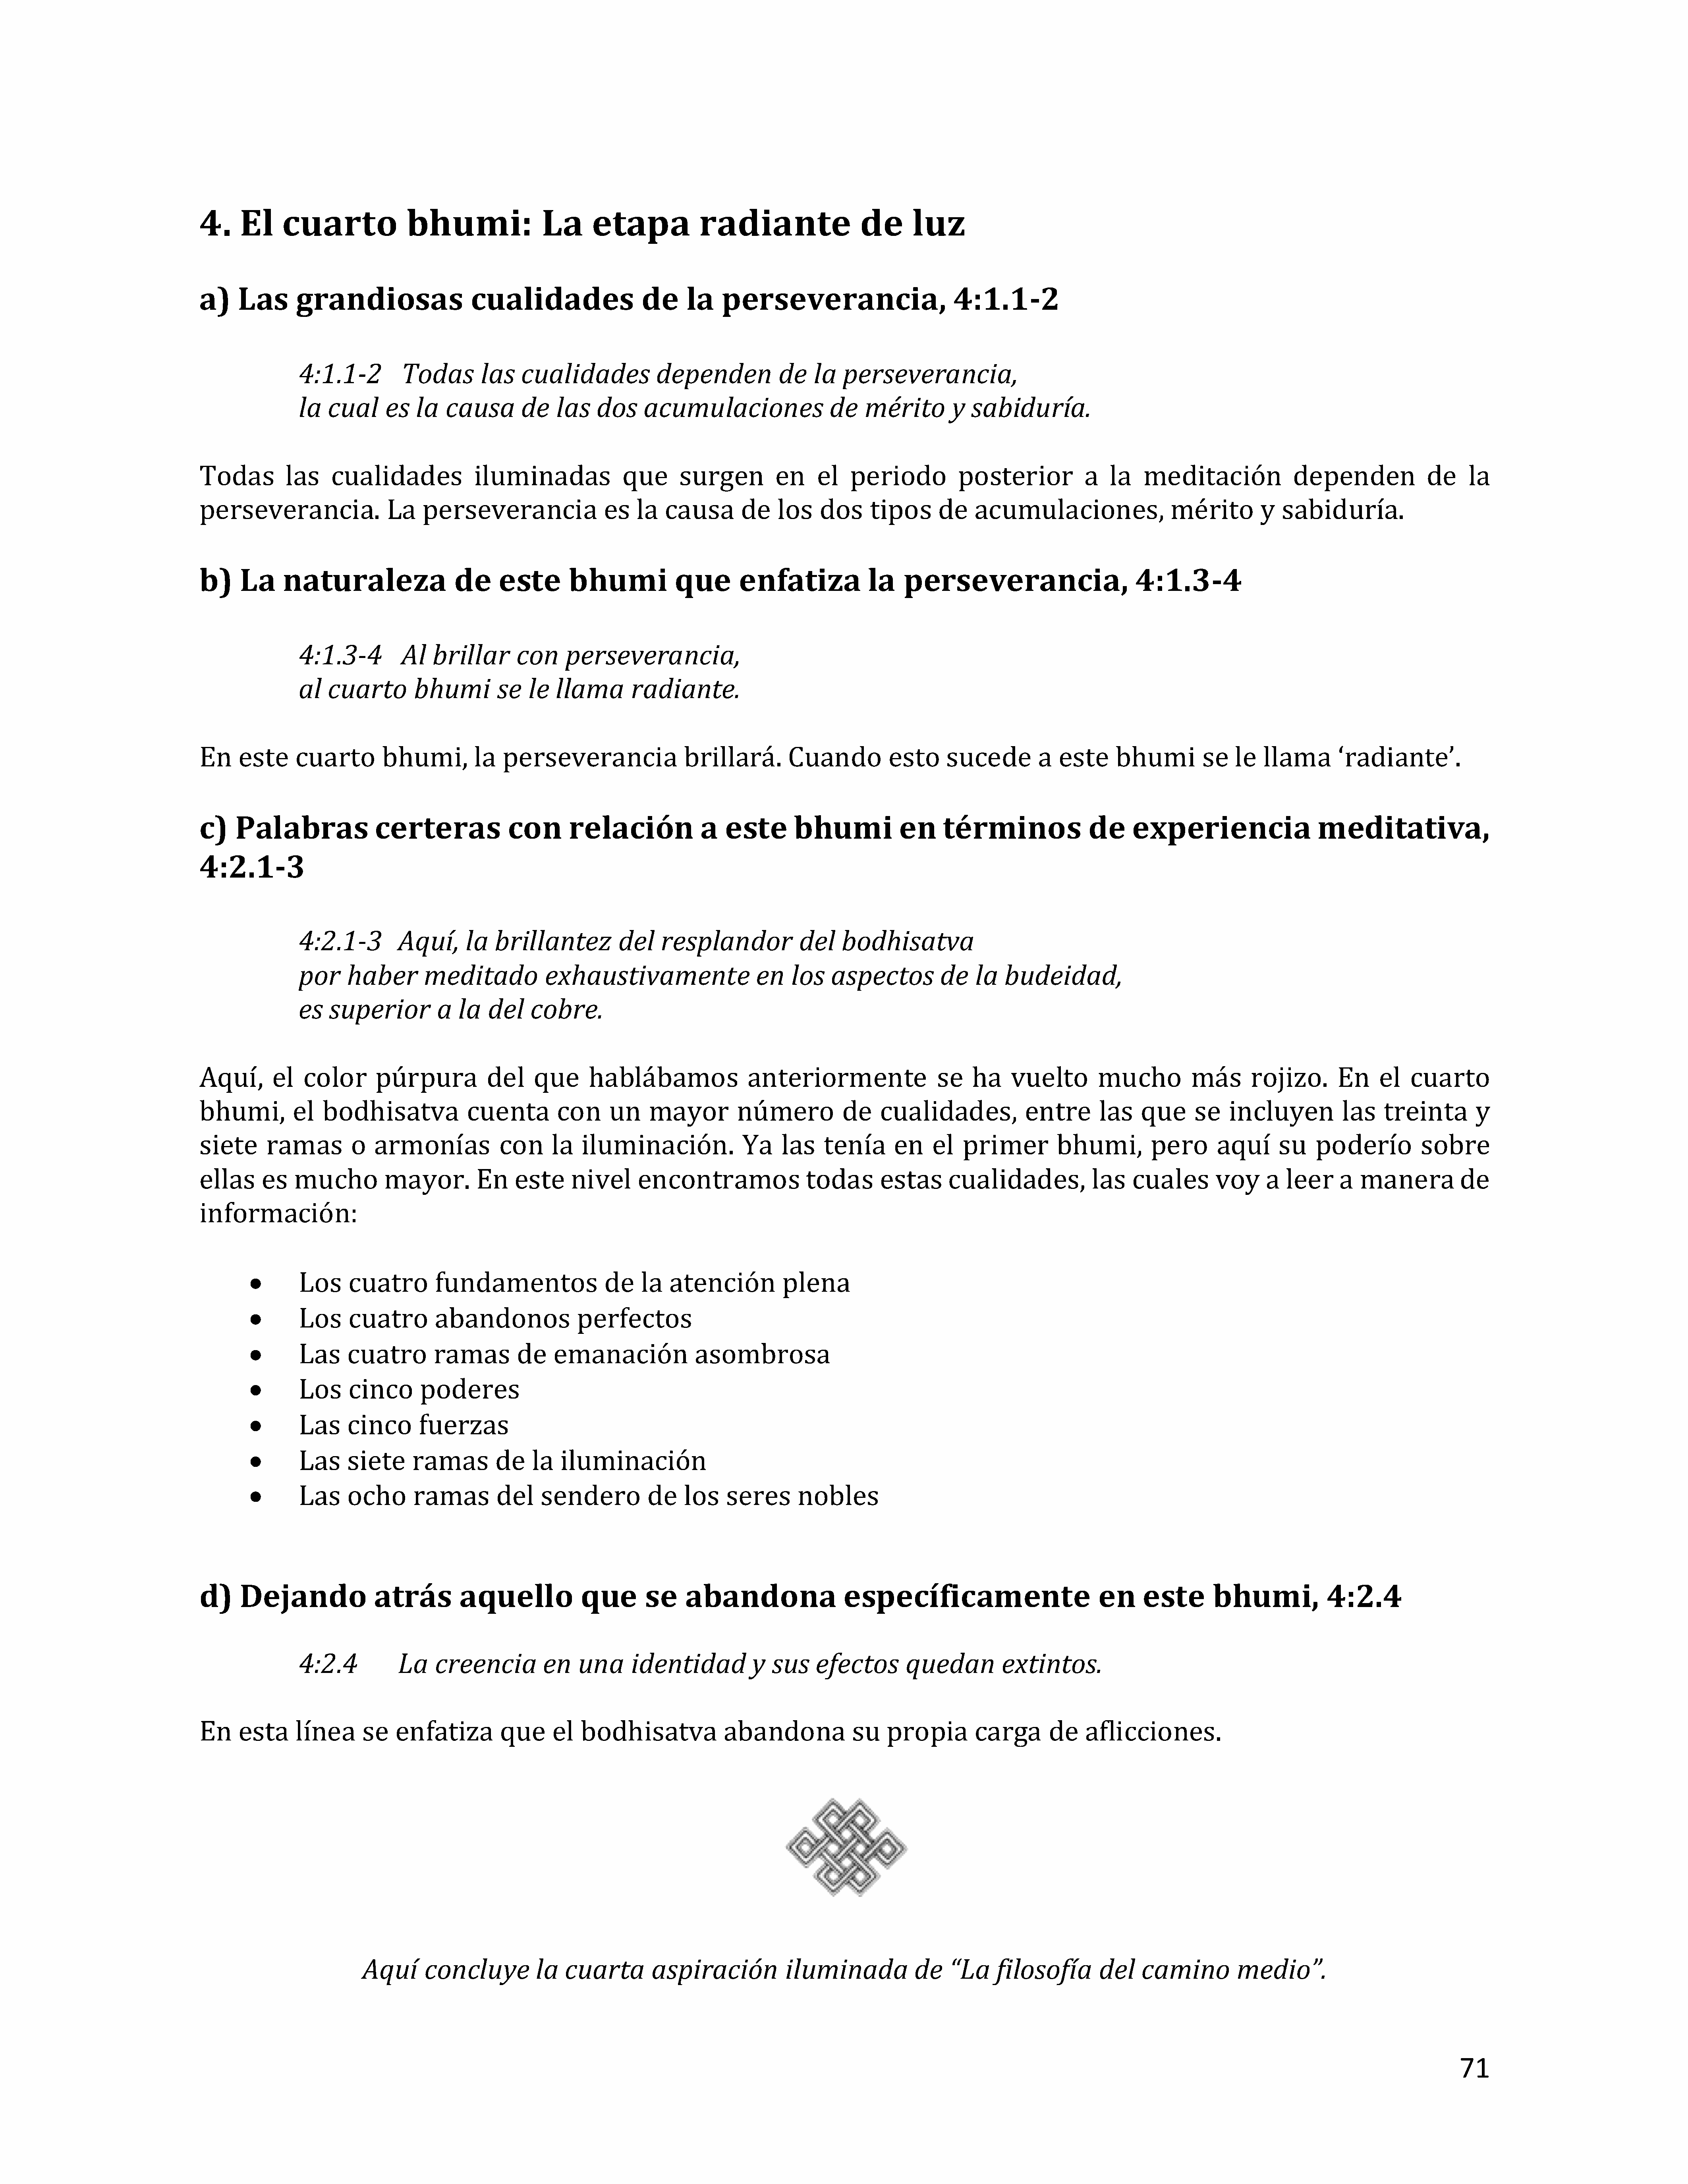 4. El cuarto bhumi: La etapa radiante de luz
a) Las grandiosas cualidades de la perseverancia, 4:1.1-2
4:1.1-2 Todas las cualidades dependen de la perseverancia,
la cual es la causa de las dos acumulaciones de mérito y sabiduría.
Todas las cualidades iluminadas que surgen en el periodo posterior a la meditación dependen de la
perseverancia. La perseverancia es la causa de los dos tipos de acumulaciones, mérito y sabiduría.
b) La naturaleza de este bhumi que enfatiza la perseverancia, 4:1.3-4
4:1.3-4 Al brillar con perseverancia,
al cuarto bhumi se le llama radiante.
En este cuarto bhumi, la perseverancia brillará. Cuando esto sucede a este bhumi se le llama ‘radiante’.
c) Palabras certeras con relación a este bhumi en términos de experiencia meditativa,
4:2.1-3
4:2.1-3 Aquí, la brillantez del resplandor del bodhisatva
por haber meditado exhaustivamente en los aspectos de la budeidad,
es superior a la del cobre.
Aquí, el color púrpura del que hablábamos anteriormente se ha vuelto mucho más rojizo. En el cuarto
bhumi, el bodhisatva cuenta con un mayor número de cualidades, entre las que se incluyen las treinta y
siete ramas o armonías con la iluminación. Ya las tenía en el primer bhumi, pero aquí su poderío sobre
ellas es mucho mayor. En este nivel encontramos todas estas cualidades, las cuales voy a leer a manera de
información:
• Los cuatro fundamentos de la atención plena
• Los cuatro abandonos perfectos
• Las cuatro ramas de emanación asombrosa
• Los cinco poderes
• Las cinco fuerzas
• Las siete ramas de la iluminación
• Las ocho ramas del sendero de los seres nobles
d) Dejando atrás aquello que se abandona específicamente en este bhumi, 4:2.4
4:2.4 La creencia en una identidad y sus efectos quedan extintos.
En esta línea se enfatiza que el bodhisatva abandona su propia carga de aflicciones.
Aquí concluye la cuarta aspiración iluminada de “La filosofía del camino medio”.
71